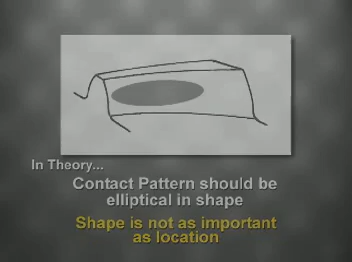 In Theory...
Contact Pattern should be
elliptical in shape
Shape is not as important
as location